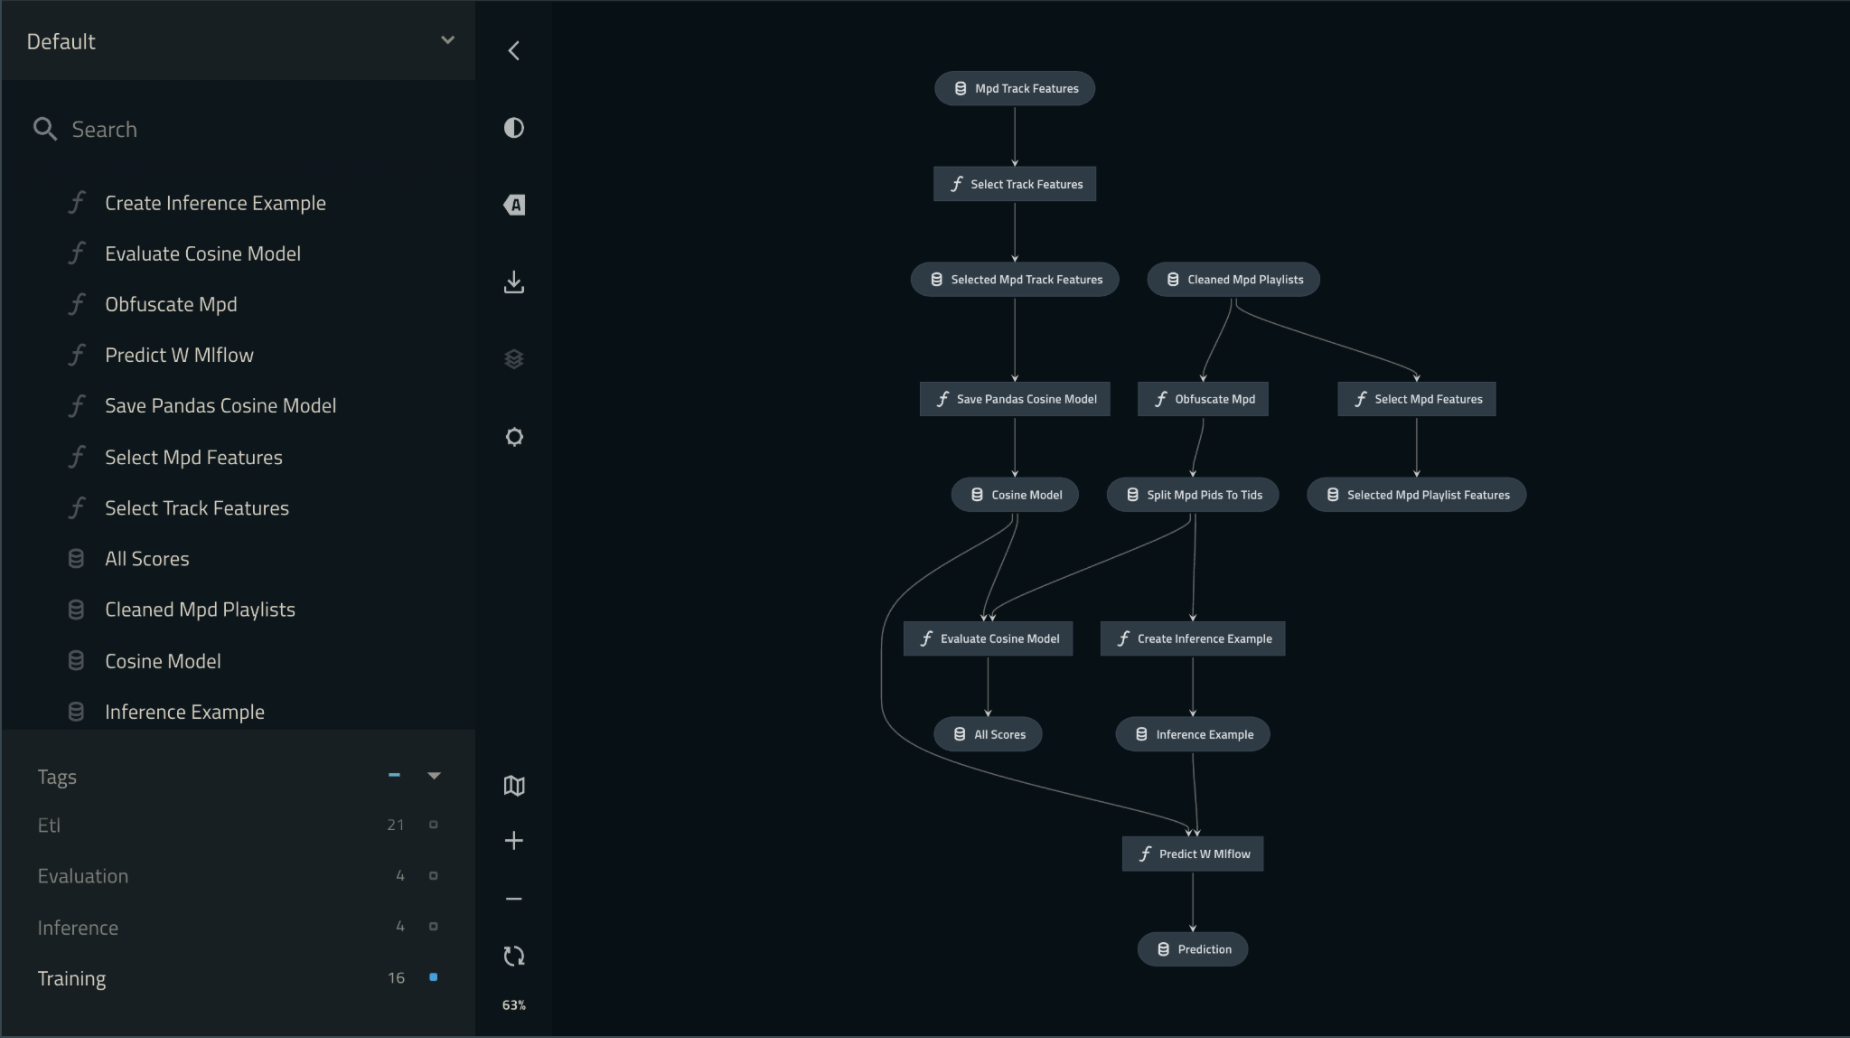 Default
Search
Create Inference Example
Evaluate Cosine Model
Obfuscate Mpd
Predict W Mlflow
Save Pandas Cosine Model
Select Mpd Features
Select Track Features
All Scores
Cleaned Mpd Playlists
Cosine Model
Inference Example
Tags
Etl 21
Evaluation 4
Inference 4
Training 16
A
63%
Mpd Track Features
Select Track Features
Selected Mpd Track Features
Cleaned Mpd Playlists
Save Pandas Cosine Model
Obfuscate Mpd
Select Mpd Features
Cosine Model
Split Mpd Pids To Tids
Selected Mpd Playlist Features
Evaluate Cosine Model
Create Inference Example
All Scores
Inference Example
Predict W Mlflow
Prediction